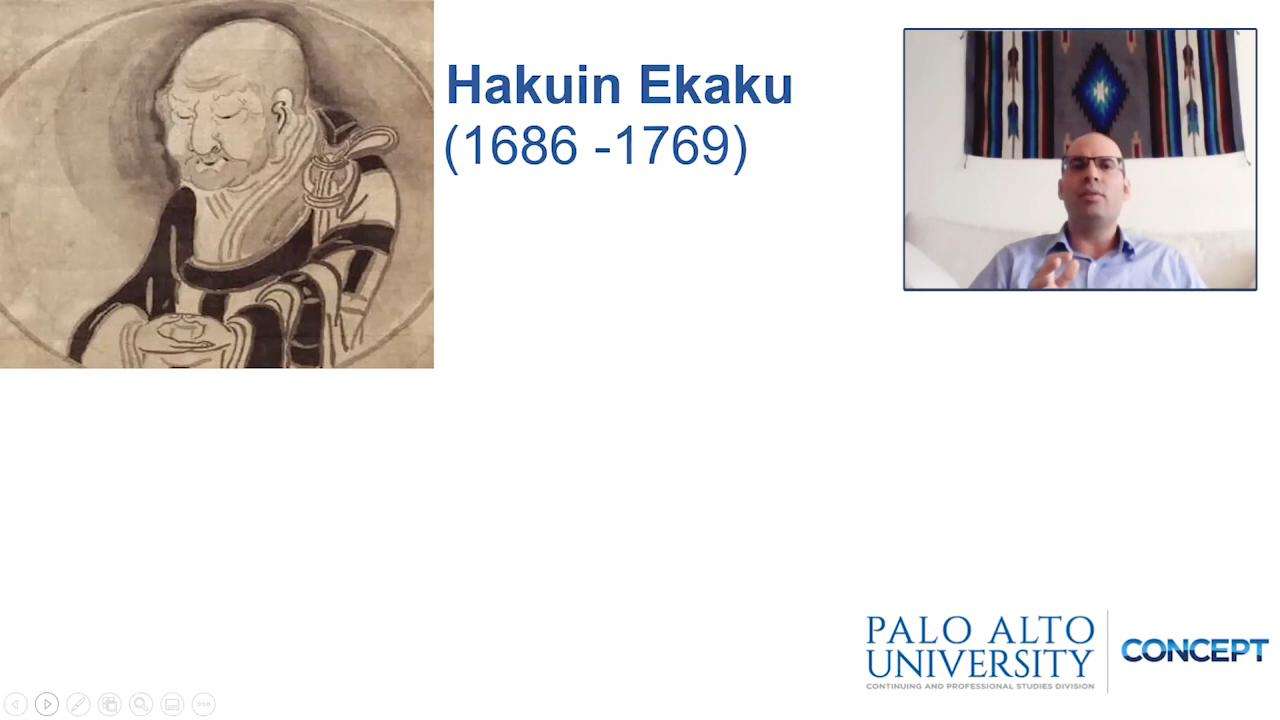 Hakuin Ekaku
(1686 -1769)
PALO ALTO
UNIVERSITY
CONTINUING AND PROFESSIONAL STUDIES DIVISION
CONCEPT